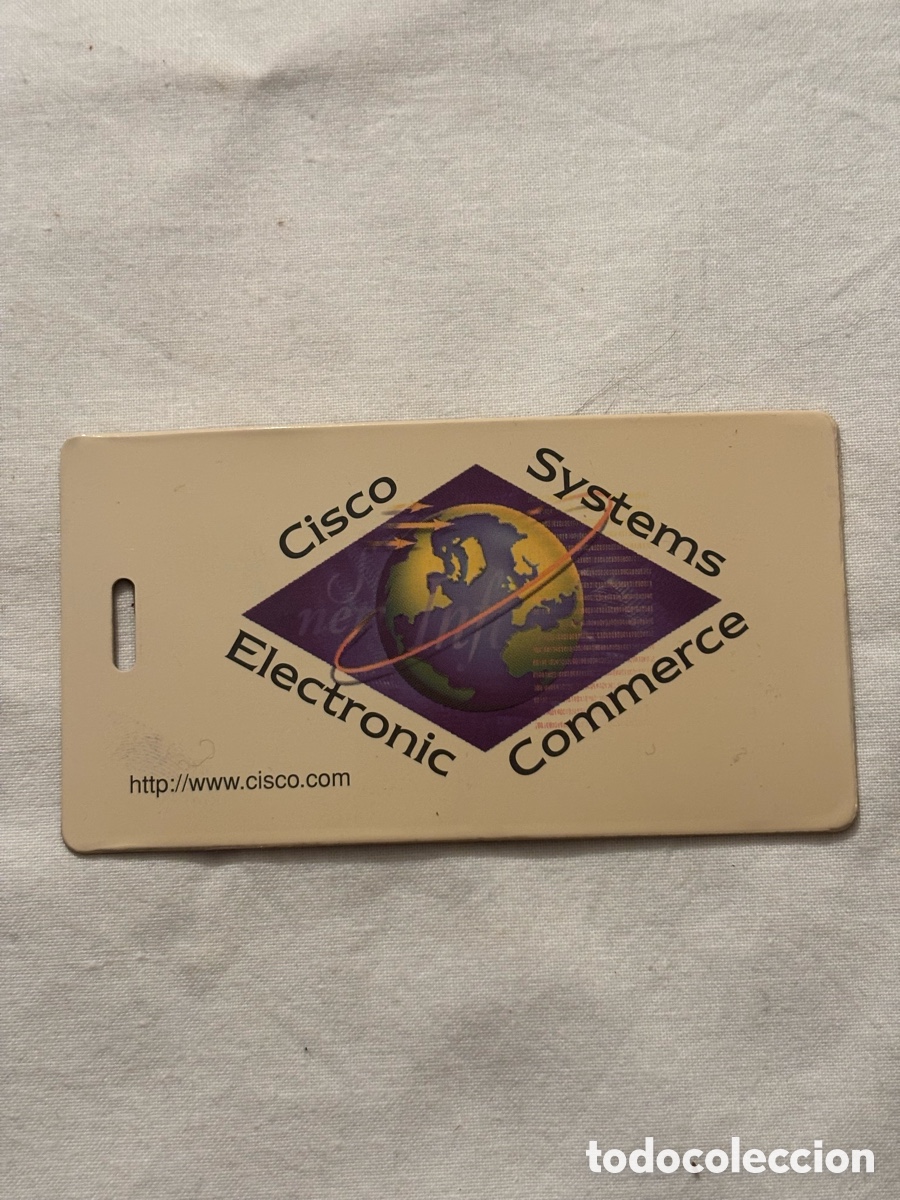 Cisco Systems
Electronic Commerce
http://www.cisco.com
todocoleccion